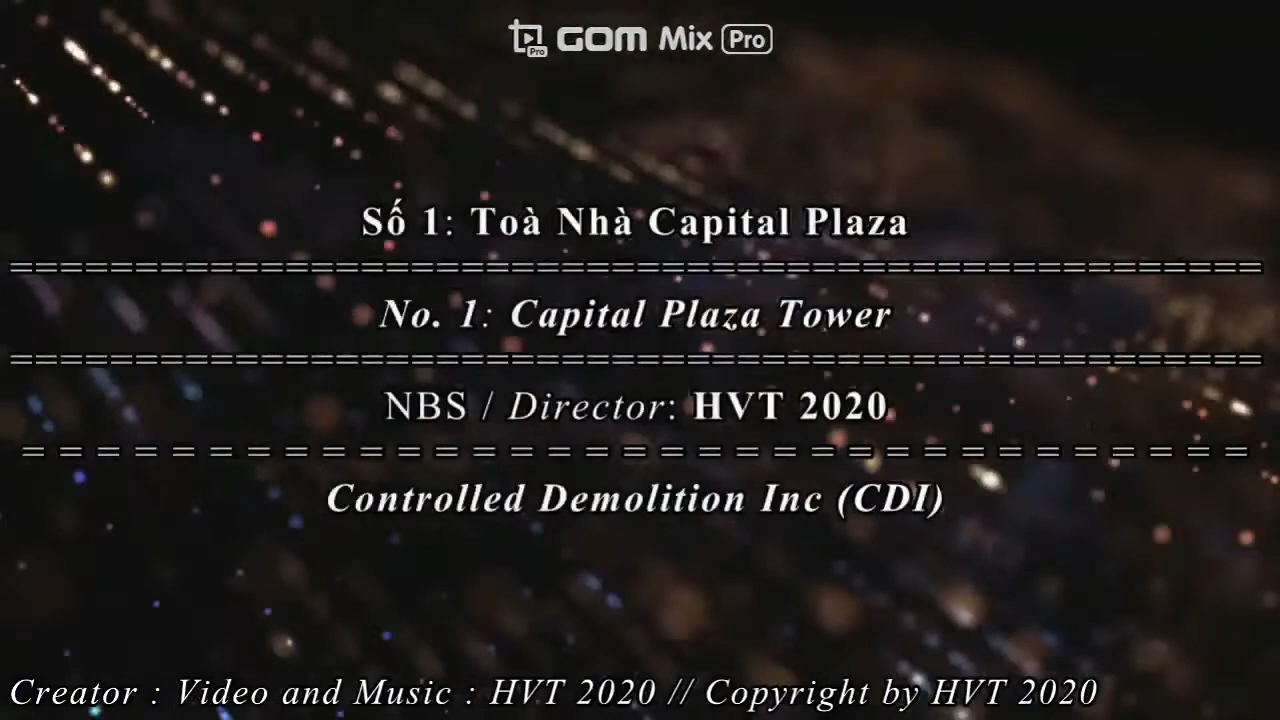 GOM Mix Pro
Số 1: Toà Nhà Capital Plaza
==================================================================
No. 1: Capital Plaza Tower
==================================================================
NBS / Director: HVT 2020
= = = = = = = = = = = = = = = = = = = = = = = = = = = = = = = = =
Controlled Demolition Inc (CDI)
Creator : Video and Music : HVT 2020 // Copyright by HVT 2020